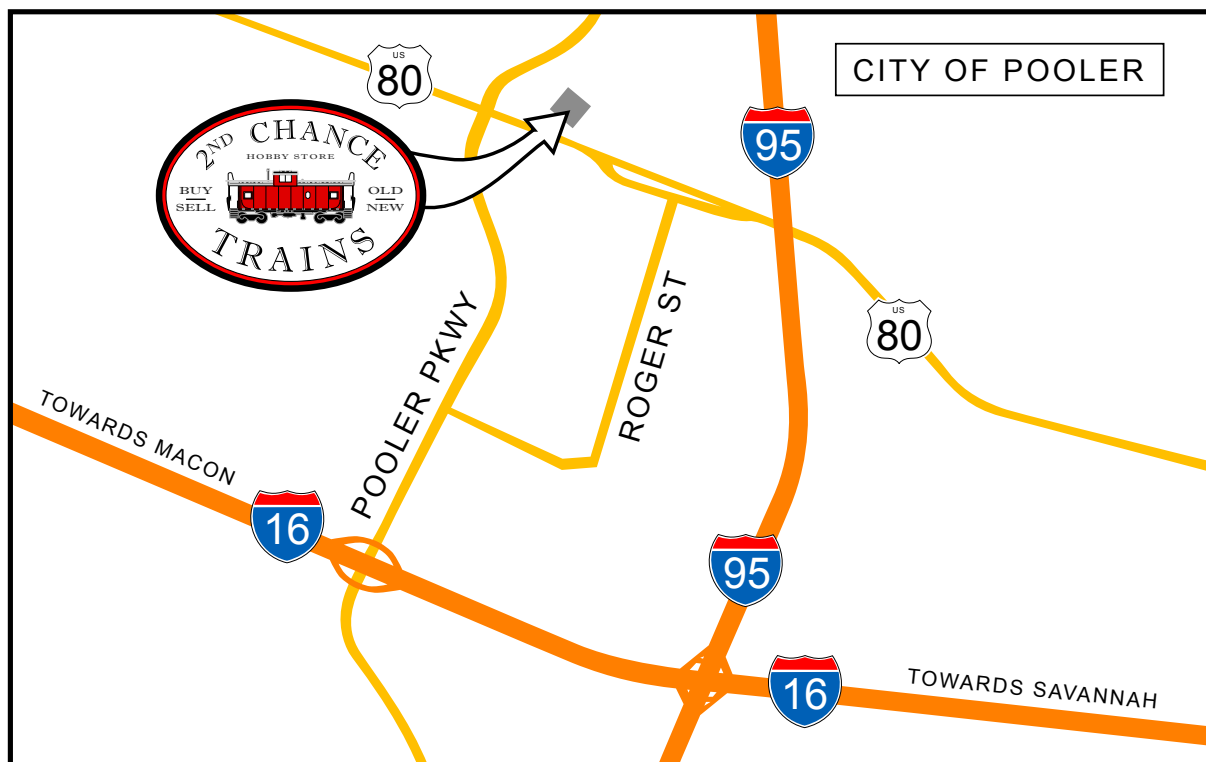 CITY OF POOLER
US
80
95
2ND CHANCE
HOBBY STORE
BUY
SELL
OLD
NEW
TRAINS
US
80
POOLER PKWY
ROGER ST
TOWARDS MACON
16
95
16
TOWARDS SAVANNAH